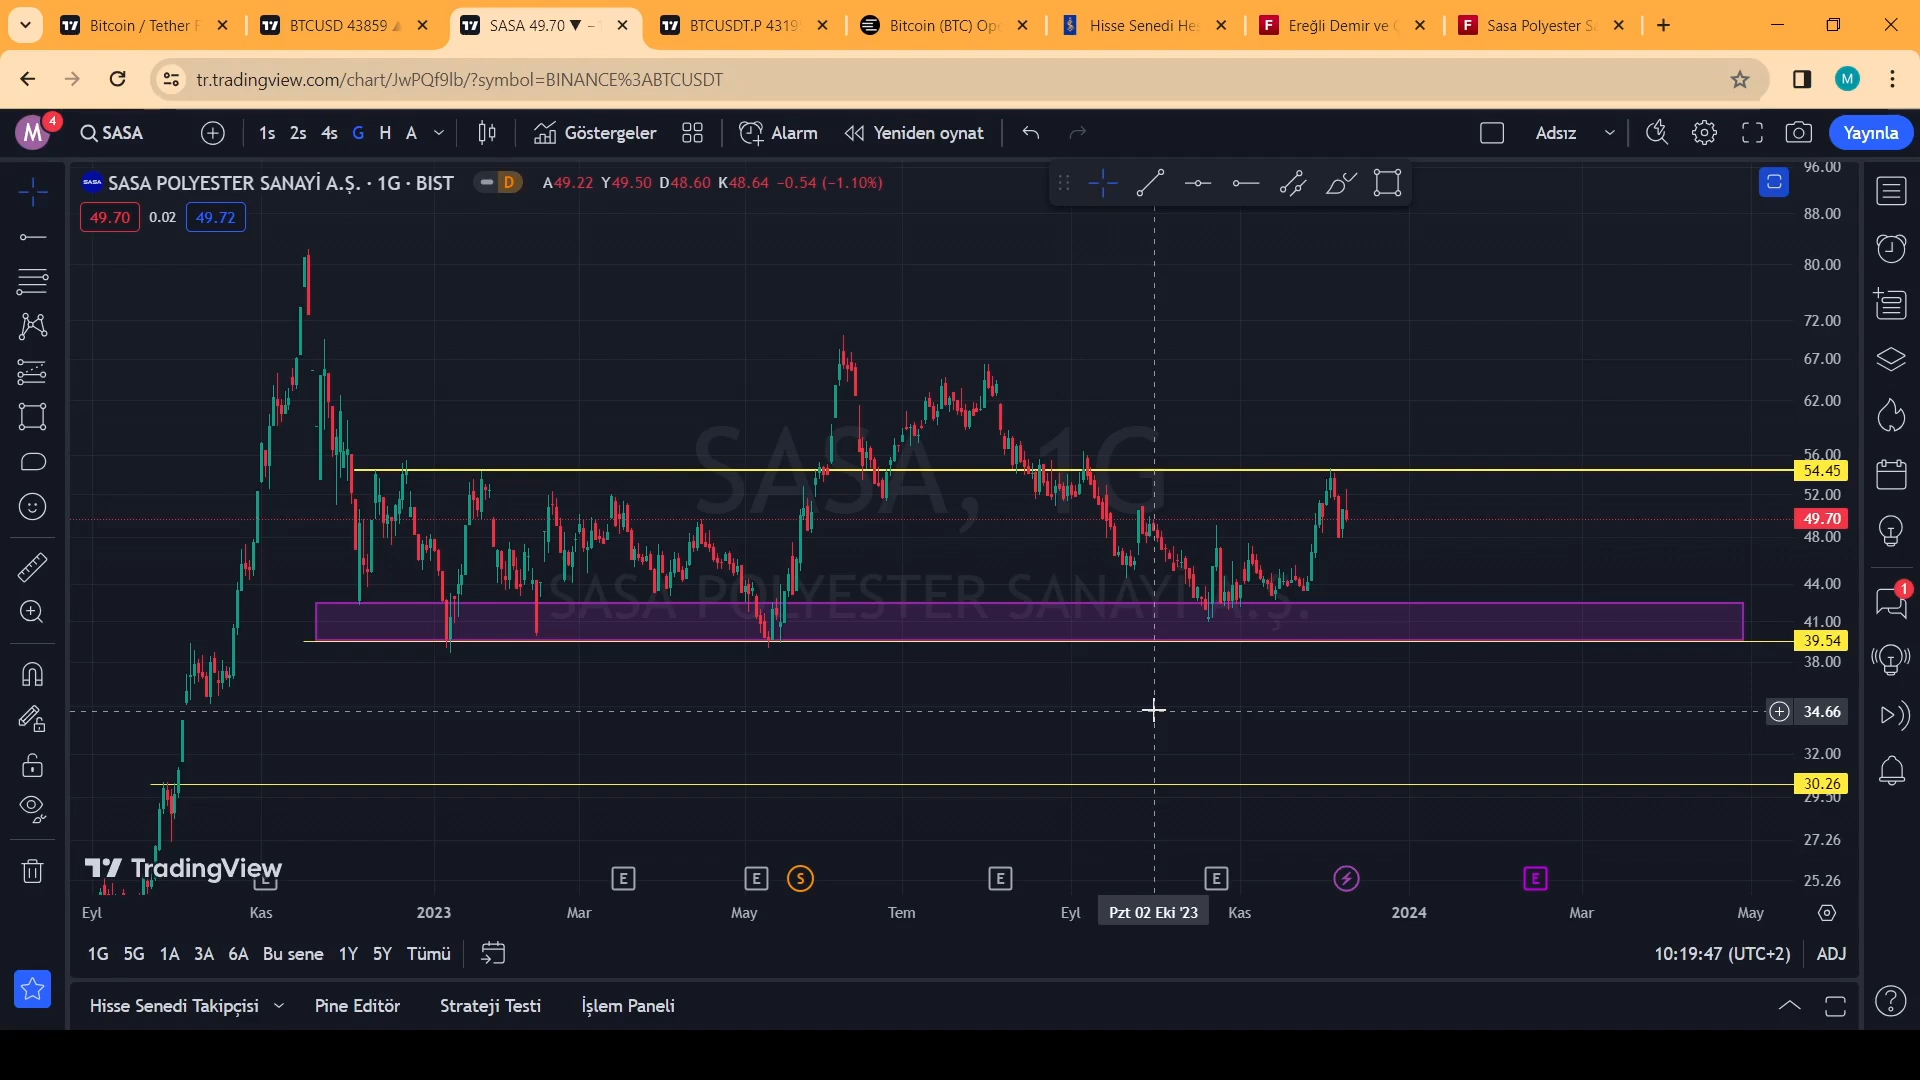 Bitcoin / Tether F
BTCUSD 43859
SASA 49.70 ▼ −
BTCUSDT.P 4319
Bitcoin (BTC) Ope
Hisse Senedi Hes
Ereğli Demir ve Ç
Sasa Polyester Sa
tr.tradingview.com/chart/JwPQf9lb/?symbol=BINANCE%3ABTCUSDT
M
M 4
SASA
1s 2s 4s G H A
Göstergeler
Alarm
Yeniden oynat
Adsız
Yayınla
SASA POLYESTER SANAYİ A.Ş. · 1G · BIST
D
A49.22 Y49.50 D48.60 K48.64 −0.54 (−1.10%)
49.70 0.02 49.72
SASA, 1G
SASA POLYESTER SANAYİ A.Ş.
96.00
88.00
80.00
72.00
67.00
62.00
56.00
54.45
52.00
49.70
48.00
44.00
41.00
39.54
38.00
34.66
32.00
30.26
29.50
27.26
25.26
1
TradingView
E E E S E E E
Eyl Kas 2023 Mar May Tem Eyl Pzt 02 Eki '23 Kas 2024 Mar May
1G 5G 1A 3A 6A Bu sene 1Y 5Y Tümü
10:19:47 (UTC+2) ADJ
Hisse Senedi Takipçisi
Pine Editör
Strateji Testi
İşlem Paneli